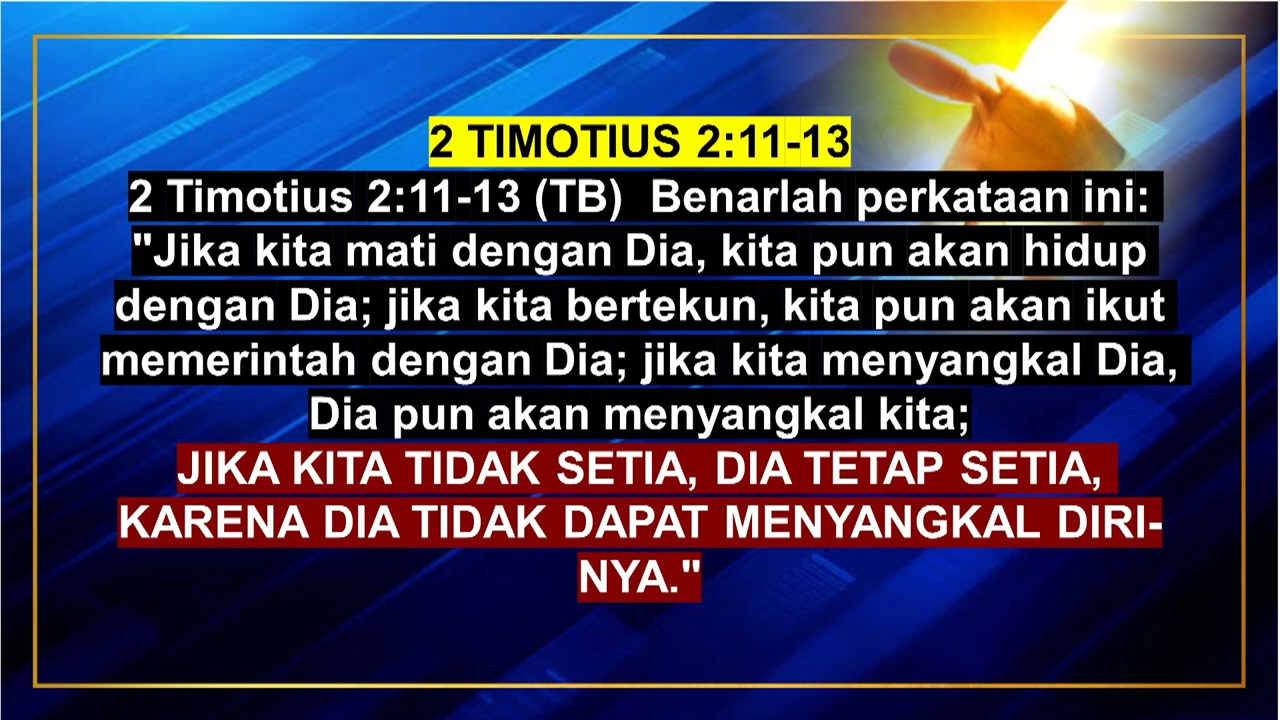 2 TIMOTIUS 2:11-13
2 Timotius 2:11-13 (TB)  Benarlah perkataan ini:
"Jika kita mati dengan Dia, kita pun akan hidup
dengan Dia; jika kita bertekun, kita pun akan ikut
memerintah dengan Dia; jika kita menyangkal Dia,
Dia pun akan menyangkal kita;
JIKA KITA TIDAK SETIA, DIA TETAP SETIA,
KARENA DIA TIDAK DAPAT MENYANGKAL DIRI-
NYA."